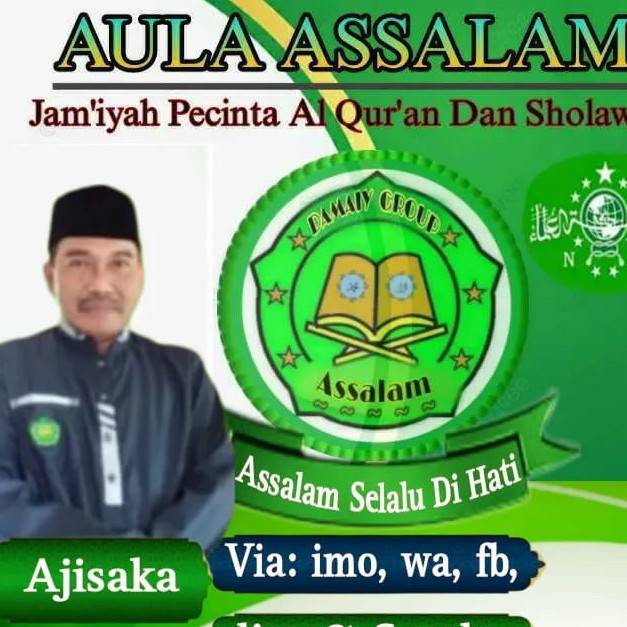 AULA ASSALAM
Jam'iyah Pecinta Al Qur'an Dan Sholaw
DAMAIY GROUP
Assalam
N
Assalam Selalu Di Hati
Ajisaka
Via: imo, wa, fb,